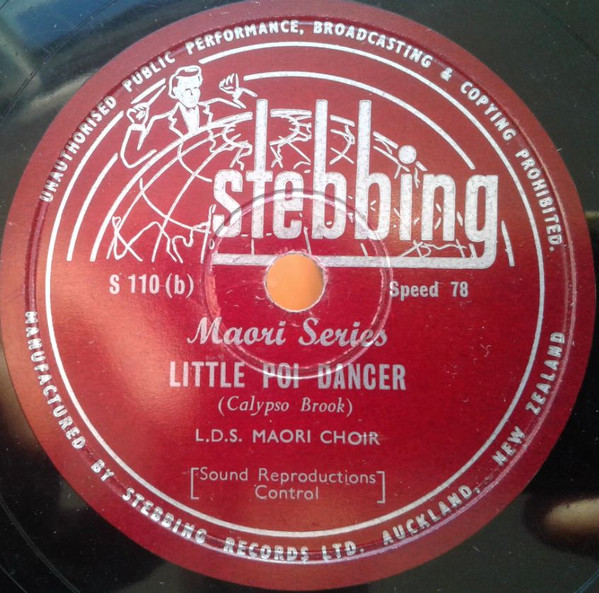 UNAUTHORISED PUBLIC PERFORMANCE, BROADCASTING & COPYING PROHIBITED.
stebbing
S 110 (b)
Speed 78
Maori Series
LITTLE POI DANCER
(Calypso Brook)
L.D.S. MAORI CHOIR
[Sound Reproductions
Control]
MANUFACTURED BY STEBBING RECORDS LTD. AUCKLAND, NEW ZEALAND